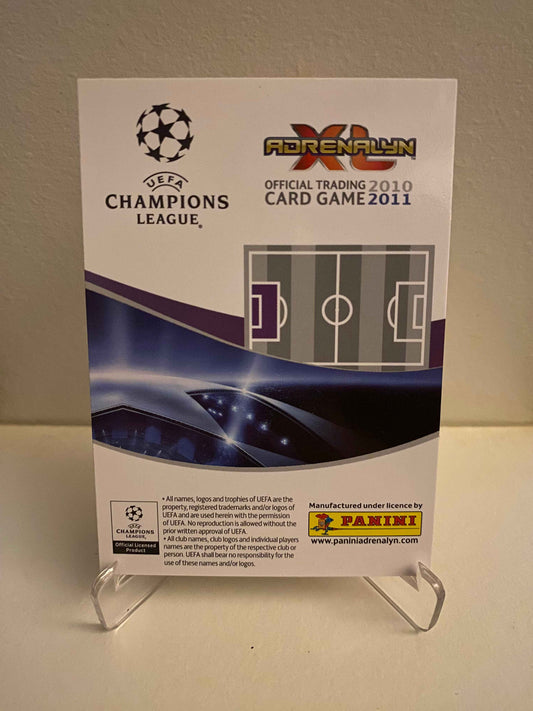 UEFA
CHAMPIONS
LEAGUE®
ADRENALYN
XL
OFFICIAL TRADING 2010
CARD GAME 2011
• All names, logos and trophies of UEFA are the
property, registered trademarks and/or logos of
UEFA and are used herein with the permission
of UEFA. No reproduction is allowed without the
prior written approval of UEFA.
• All club names, club logos and individual players
names are the property of the respective club or
person. UEFA shall bear no responsibility for the
use of these names and/or logos.
UEFA
CHAMPIONS
LEAGUE
Official Licensed
Product
Manufactured under licence by
PANINI
www.paniniadrenalyn.com